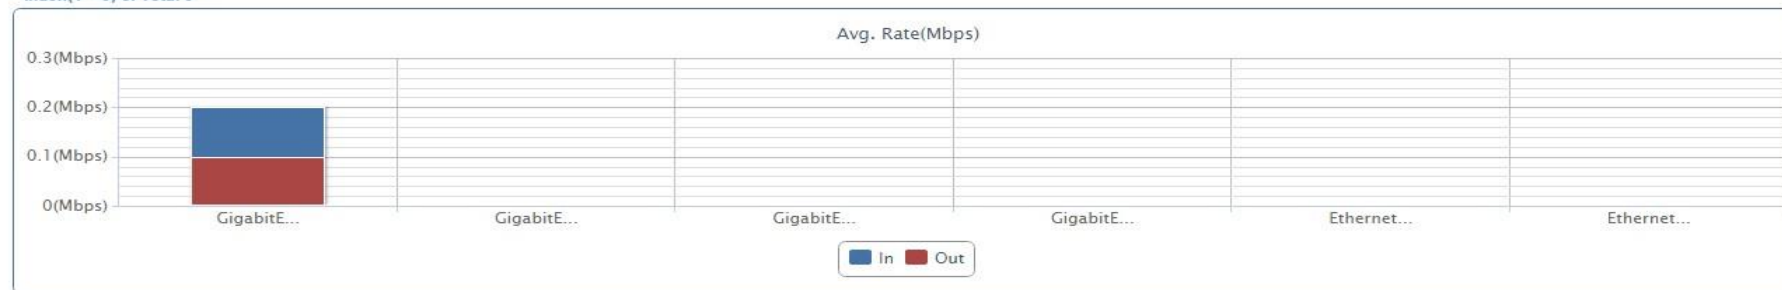 Avg. Rate(Mbps)
0.3(Mbps)
0.2(Mbps)
0.1(Mbps)
0(Mbps)
GigabitE... GigabitE... GigabitE... GigabitE... Ethernet... Ethernet...
In Out